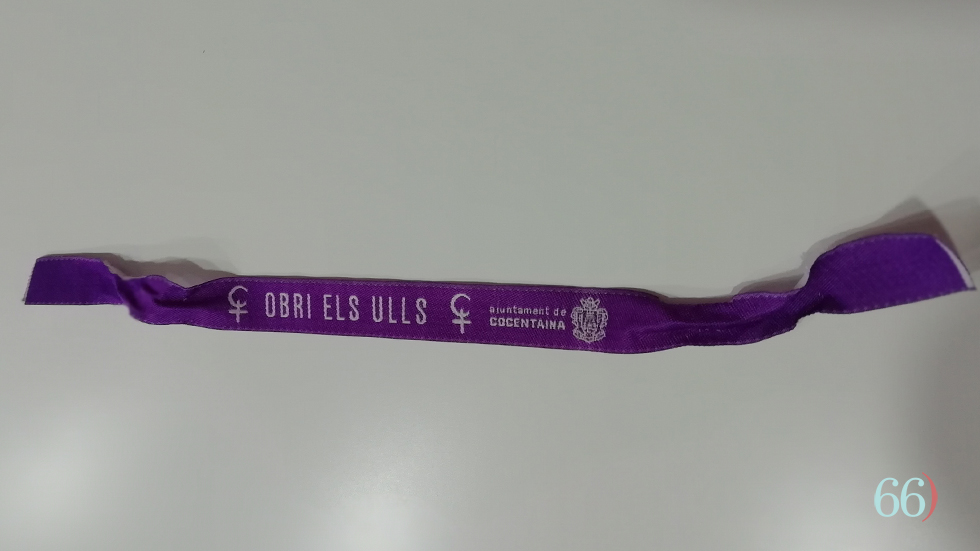 OBRI ELS ULLS
ajuntament de
COCENTAINA
66)